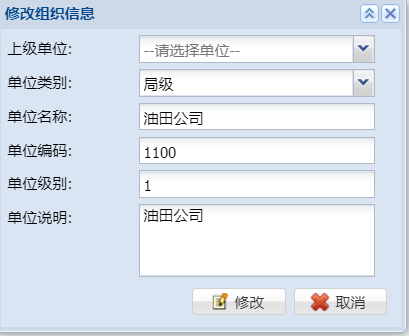 修改组织信息
上级单位: --请选择单位--
单位类别: 局级
单位名称: 油田公司
单位编码: 1100
单位级别: 1
单位说明: 油田公司
修改 取消